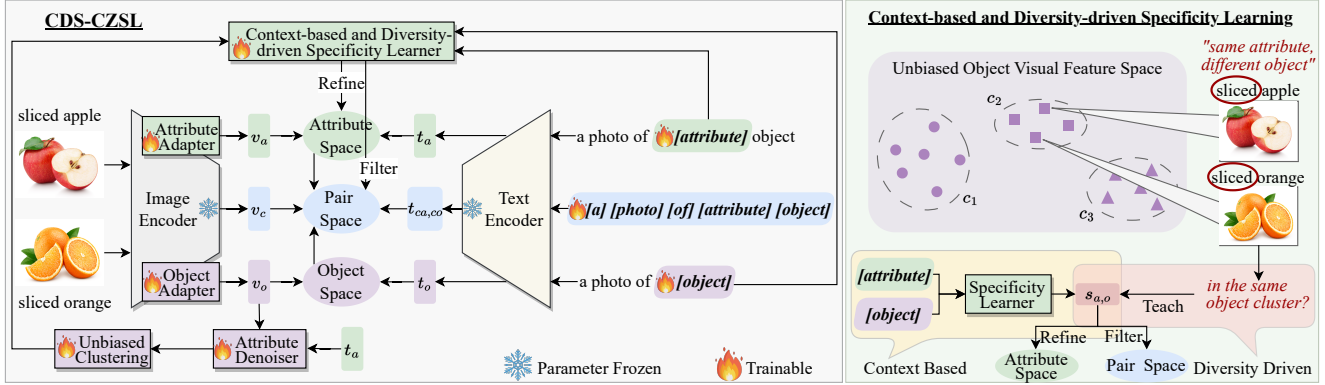 CDS-CZSL
Context-based and Diversity-
driven Specificity Learner
Refine
sliced apple
Attribute
Adapter
v_a
Attribute
Space
t_a
a photo of [attribute] object
Filter
Image
Encoder
v_c
Pair
Space
t_{ca,co}
Text
Encoder
[a] [photo] [of] [attribute] [object]
Object
Adapter
v_o
Object
Space
t_o
a photo of [object]
sliced orange
Unbiased
Clustering
Attribute
Denoiser
t_a
Parameter Frozen
Trainable
Context-based and Diversity-driven Specificity Learning
"same attribute,
different object"
Unbiased Object Visual Feature Space
c_1
c_2
c_3
sliced apple
sliced orange
[attribute]
[object]
Specificity
Learner
s_{a,o}
Teach
in the same
object cluster?
Refine
Filter
Context Based
Attribute
Space
Pair Space
Diversity Driven